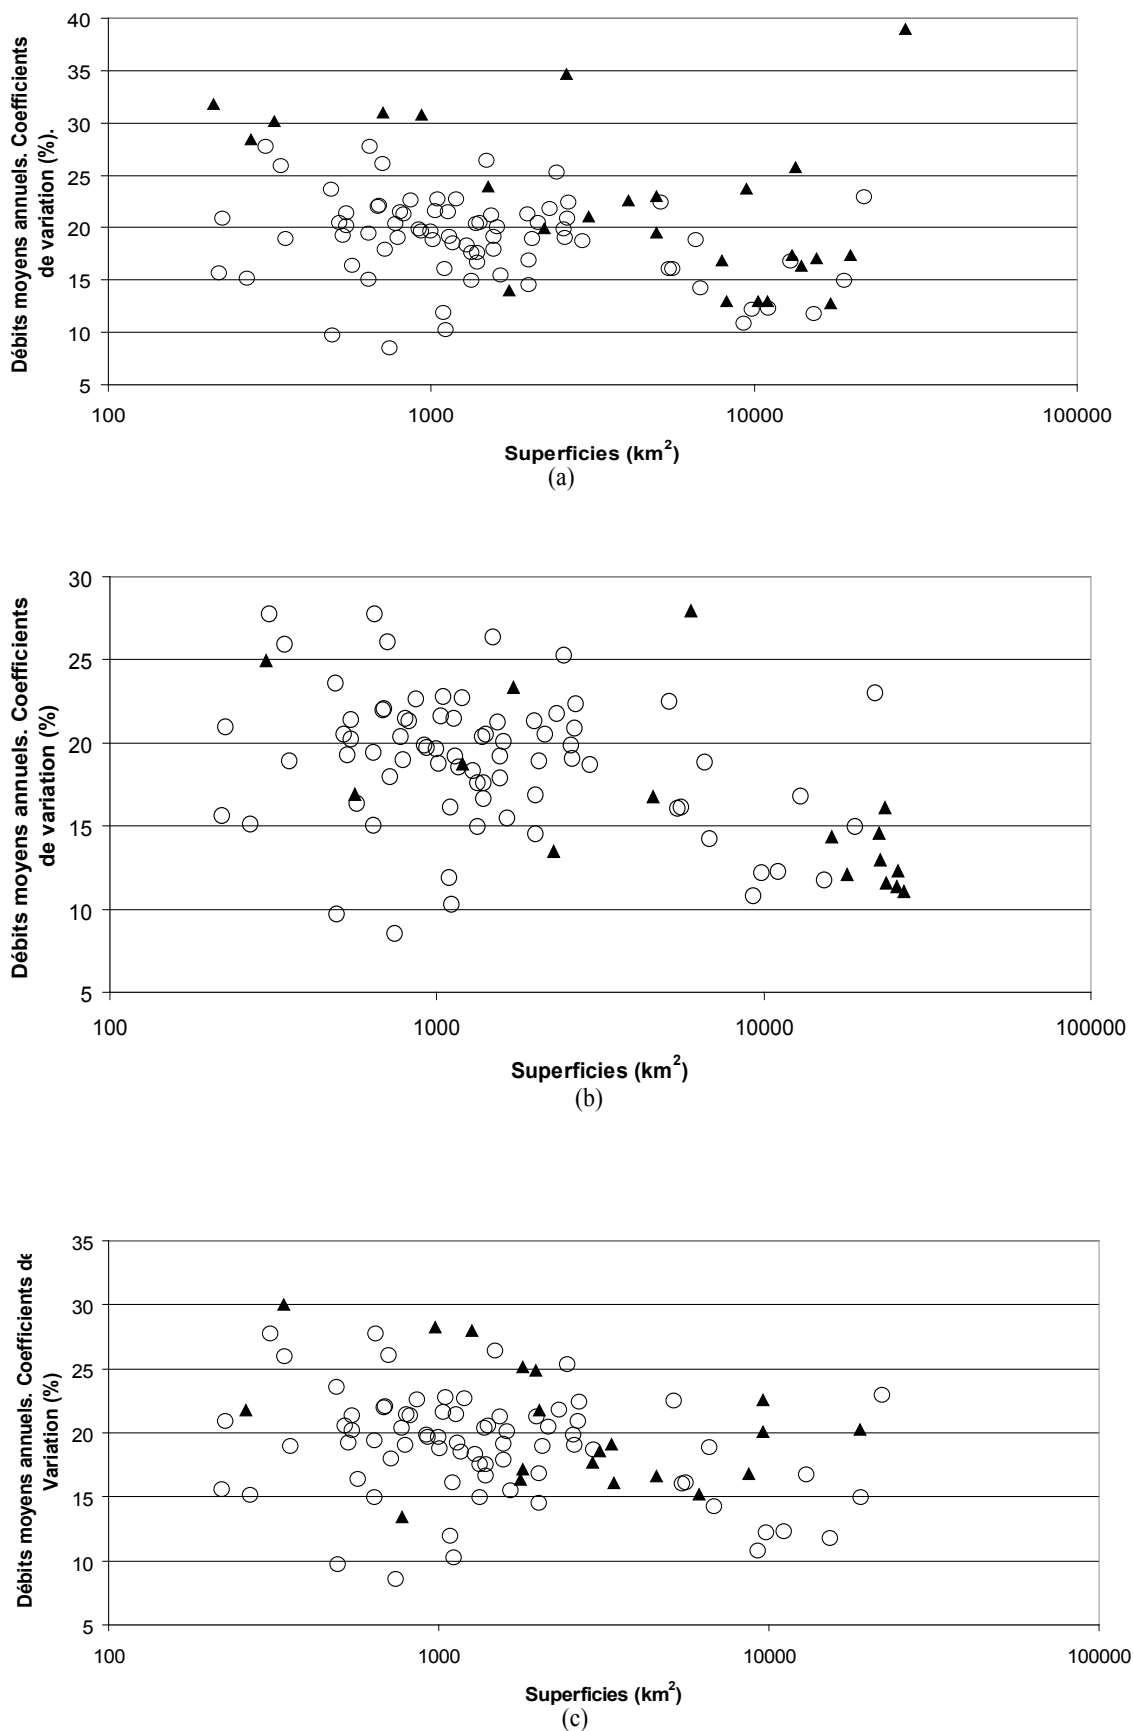 40
35
30
25
20
15
10
5
100
1000
10000
100000
Débits moyens annuels. Coefficients
de variation (%).
Superficies (km²)
(a)
30
25
20
15
10
5
100
1000
10000
100000
Débits moyens annuels. Coefficients
de variation (%)
Superficies (km²)
(b)
35
30
25
20
15
10
5
100
1000
10000
100000
Débits moyens annuels. Coefficients de
Variation (%)
Superficies (km²)
(c)